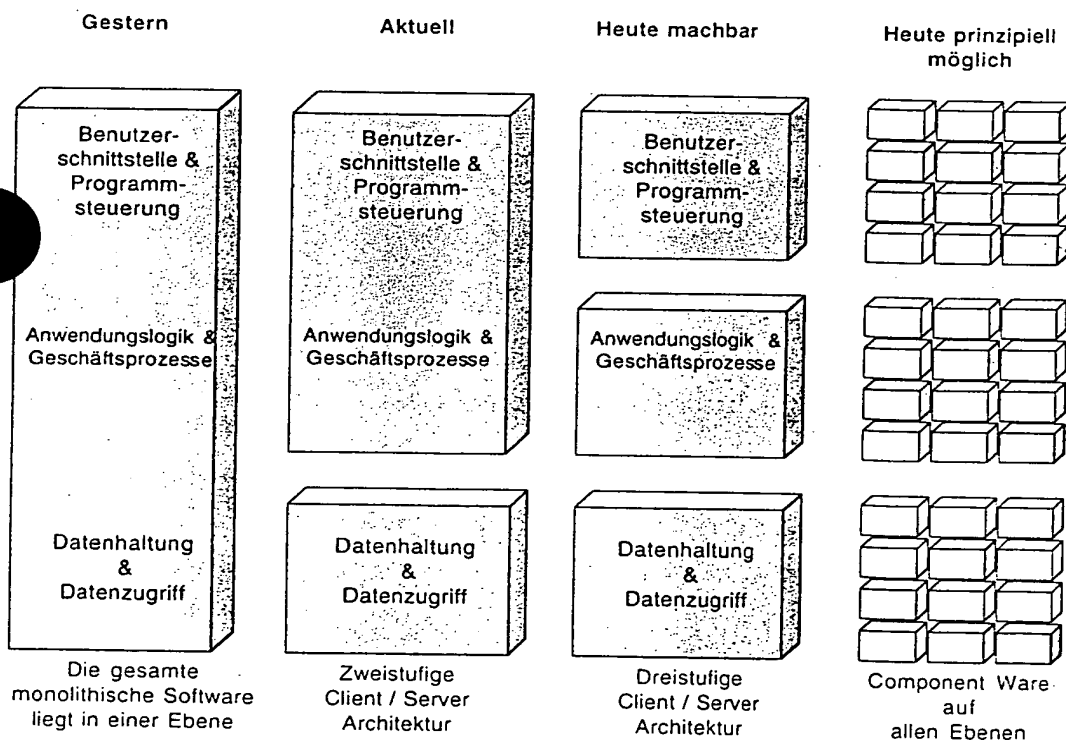 Gestern
Aktuell
Heute machbar
Heute prinzipiell
möglich
Benutzer-
schnittstelle &
Programm-
steuerung
Anwendungslogik &
Geschäftsprozesse
Datenhaltung
&
Datenzugriff
Die gesamte
monolithische Software
liegt in einer Ebene
Benutzer-
schnittstelle &
Programm-
steuerung
Anwendungslogik &
Geschäftsprozesse
Datenhaltung
&
Datenzugriff
Zweistufige
Client / Server
Architektur
Benutzer-
schnittstelle &
Programm-
steuerung
Anwendungslogik &
Geschäftsprozesse
Datenhaltung
&
Datenzugriff
Dreistufige
Client / Server
Architektur
Component Ware
auf
allen Ebenen